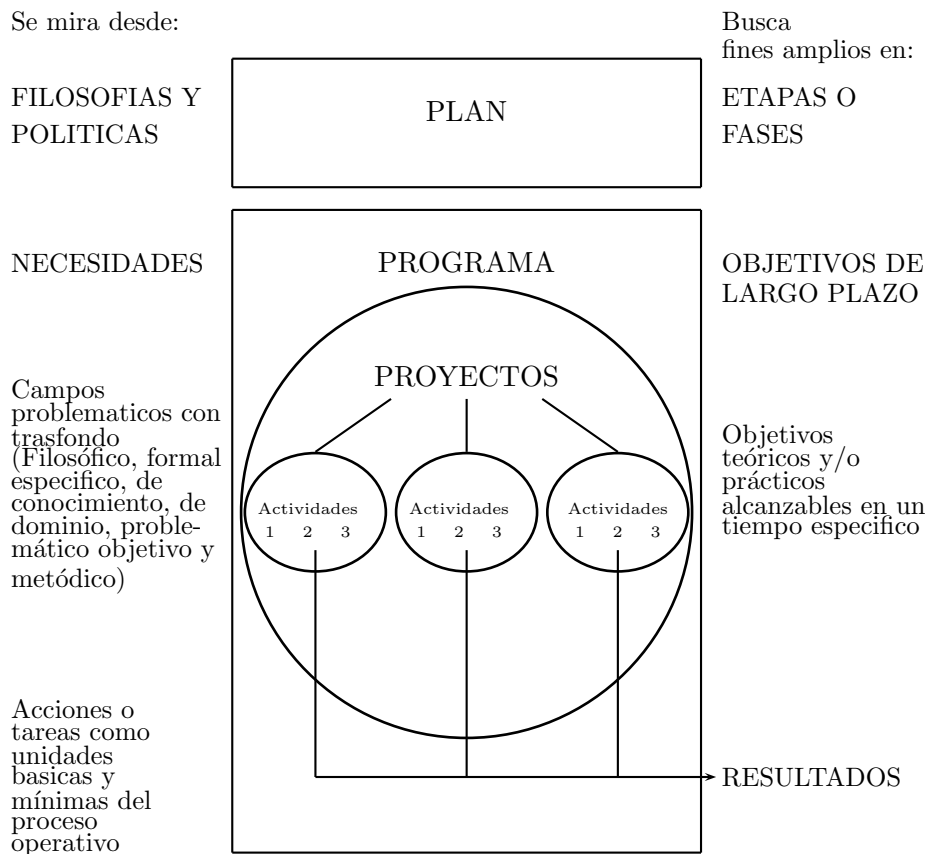 Se mira desde:
Busca
fines amplios en:
FILOSOFIAS Y
POLITICAS
PLAN
ETAPAS O
FASES
NECESIDADES
PROGRAMA
OBJETIVOS DE
LARGO PLAZO
PROYECTOS
Campos
problematicos con
trasfondo
(Filosófico, formal
especifico, de
conocimiento, de
dominio, proble-
mático objetivo y
metódico)
Actividades
1 2 3
Actividades
1 2 3
Actividades
1 2 3
Objetivos
teóricos y/o
prácticos
alcanzables en un
tiempo especifico
Acciones o
tareas como
unidades
basicas y
mínimas del
proceso
operativo
RESULTADOS